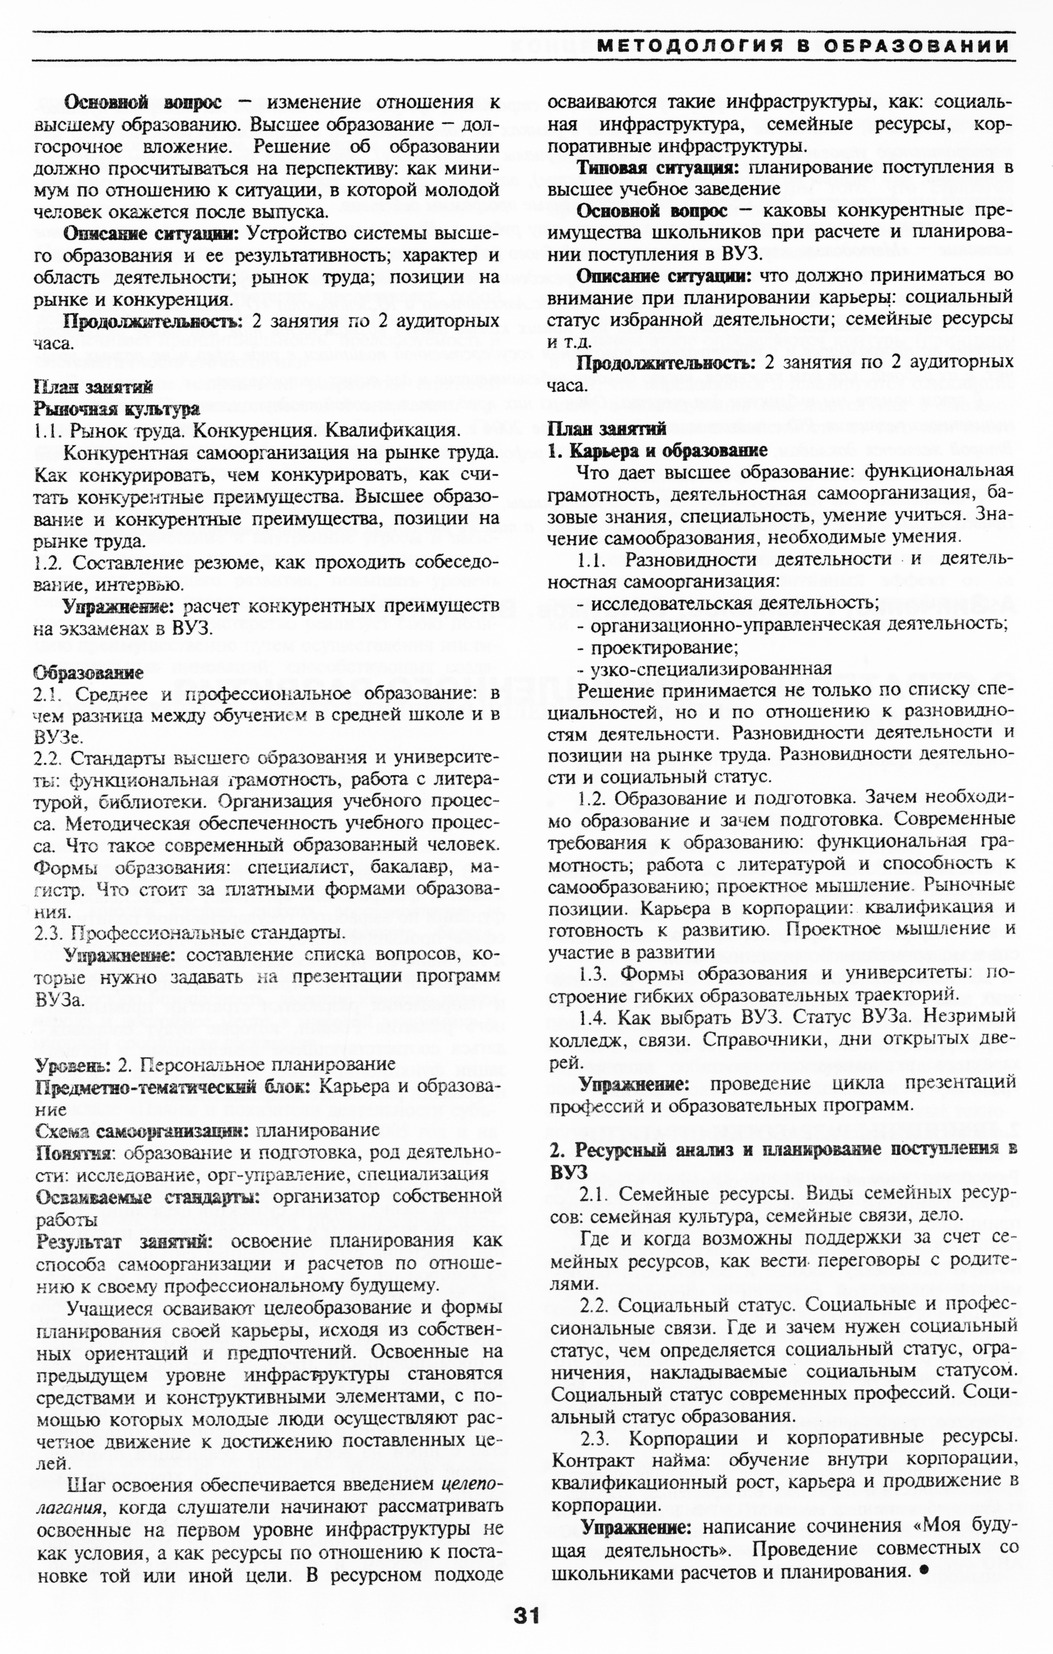 МЕТОДОЛОГИЯ В ОБРАЗОВАНИИ
Основной вопрос — изменение отношения к
высшему образованию. Высшее образование — дол-
госрочное вложение. Решение об образовании
должно просчитываться на перспективу: как мини-
мум по отношению к ситуации, в которой молодой
человек окажется после выпуска.
Описание ситуации: Устройство системы высше-
го образования и ее результативность; характер и
область деятельности; рынок труда; позиции на
рынке и конкуренция.
Продолжительность: 2 занятия по 2 аудиторных
часа.
План занятий
Рыночная культура
1.1. Рынок труда. Конкуренция. Квалификация.
Конкурентная самоорганизация на рынке труда.
Как конкурировать, чем конкурировать, как счи-
тать конкурентные преимущества. Высшее образо-
вание и конкурентные преимущества, позиции на
рынке труда.
1.2. Составление резюме, как проходить собеседо-
вание, интервью.
Упражнение: расчет конкурентных преимуществ
на экзаменах в ВУЗ.
Образование
2.1. Среднее и профессиональное образование: в
чем разница между обучением в средней школе и в
ВУЗе.
2.2. Стандарты высшего образования и университе-
ты: функциональная грамотность, работа с литера-
турой, библиотеки. Организация учебного процес-
са. Методическая обеспеченность учебного процес-
са. Что такое современный образованный человек.
Формы образования: специалист, бакалавр, ма-
гистр. Что стоит за платными формами образова-
ния.
2.3. Профессиональные стандарты.
Упражнение: составление списка вопросов, ко-
торые нужно задавать на презентации программ
ВУЗа.
Уровень: 2. Персональное планирование
Предметно-тематический блок: Карьера и образова-
ние
Схема самоорганизации: планирование
Понятия: образование и подготовка, род деятельно-
сти: исследование, орг-управление, специализация
Осваиваемые стандарты: организатор собственной
работы
Результат занятий: освоение планирования как
способа самоорганизации и расчетов по отноше-
нию к своему профессиональному будущему.
Учащиеся осваивают целеобразование и формы
планирования своей карьеры, исходя из собствен-
ных ориентаций и предпочтений. Освоенные на
предыдущем уровне инфраструктуры становятся
средствами и конструктивными элементами, с по-
мощью которых молодые люди осуществляют рас-
четное движение к достижению поставленных це-
лей.
Шаг освоения обеспечивается введением целепо-
лагания, когда слушатели начинают рассматривать
освоенные на первом уровне инфраструктуры не
как условия, а как ресурсы по отношению к поста-
новке той или иной цели. В ресурсном подходе
осваиваются такие инфраструктуры, как: социаль-
ная инфраструктура, семейные ресурсы, кор-
поративные инфраструктуры.
Типовая ситуация: планирование поступления в
высшее учебное заведение
Основной вопрос — каковы конкурентные пре-
имущества школьников при расчете и планирова-
нии поступления в ВУЗ.
Описание ситуации: что должно приниматься во
внимание при планировании карьеры: социальный
статус избранной деятельности; семейные ресурсы
и т.д.
Продолжительность: 2 занятия по 2 аудиторных
часа.
План занятий
1. Карьера и образование
Что дает высшее образование: функциональная
грамотность, деятельностная самоорганизация, ба-
зовые знания, специальность, умение учиться. Зна-
чение самообразования, необходимые умения.
1.1. Разновидности деятельности и деятель-
ностная самоорганизация:
- исследовательская деятельность;
- организационно-управленческая деятельность;
- проектирование;
- узко-специализированнная
Решение принимается не только по списку спе-
циальностей, но и по отношению к разновидно-
стям деятельности. Разновидности деятельности и
позиции на рынке труда. Разновидности деятельно-
сти и социальный статус.
1.2. Образование и подготовка. Зачем необходи-
мо образование и зачем подготовка. Современные
требования к образованию: функциональная гра-
мотность; работа с литературой и способность к
самообразованию; проектное мышление. Рыночные
позиции. Карьера в корпорации: квалификация и
готовность к развитию. Проектное мышление и
участие в развитии
1.3. Формы образования и университеты: по-
строение гибких образовательных траекторий.
1.4. Как выбрать ВУЗ. Статус ВУЗа. Незримый
колледж, связи. Справочники, дни открытых две-
рей.
Упражнение: проведение цикла презентаций
профессий и образовательных программ.
2. Ресурсный анализ и планирование поступления в
ВУЗ
2.1. Семейные ресурсы. Виды семейных ресур-
сов: семейная культура, семейные связи, дело.
Где и когда возможны поддержки за счет се-
мейных ресурсов, как вести переговоры с родите-
лями.
2.2. Социальный статус. Социальные и профес-
сиональные связи. Где и зачем нужен социальный
статус, чем определяется социальный статус, огра-
ничения, накладываемые социальным статусом.
Социальный статус современных профессий. Соци-
альный статус образования.
2.3. Корпорации и корпоративные ресурсы.
Контракт найма: обучение внутри корпорации,
квалификационный рост, карьера и продвижение в
корпорации.
Упражнение: написание сочинения «Моя буду-
щая деятельность». Проведение совместных со
школьниками расчетов и планирования. •
31